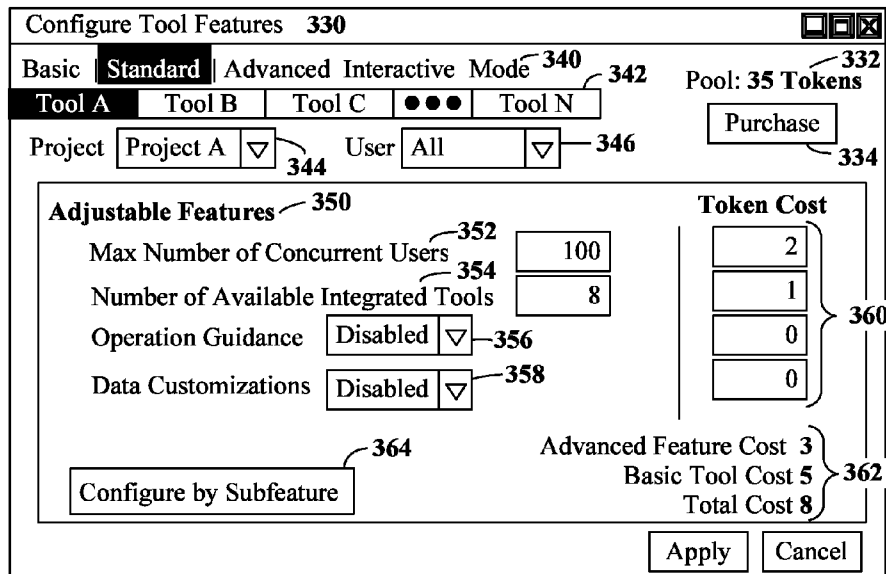 Configure Tool Features 330
332
Basic | Standard | Advanced Interactive Mode 340
342
Pool: 35 Tokens
Tool A Tool B Tool C ●●● Tool N
Purchase
Project Project A 344 User All 346
334
Adjustable Features 350
Token Cost
352
Max Number of Concurrent Users 100 2
354
Number of Available Integrated Tools 8 1
360
Operation Guidance Disabled 356 0
Data Customizations Disabled 358 0
364
Advanced Feature Cost 3
Configure by Subfeature
Basic Tool Cost 5 362
Total Cost 8
Apply Cancel